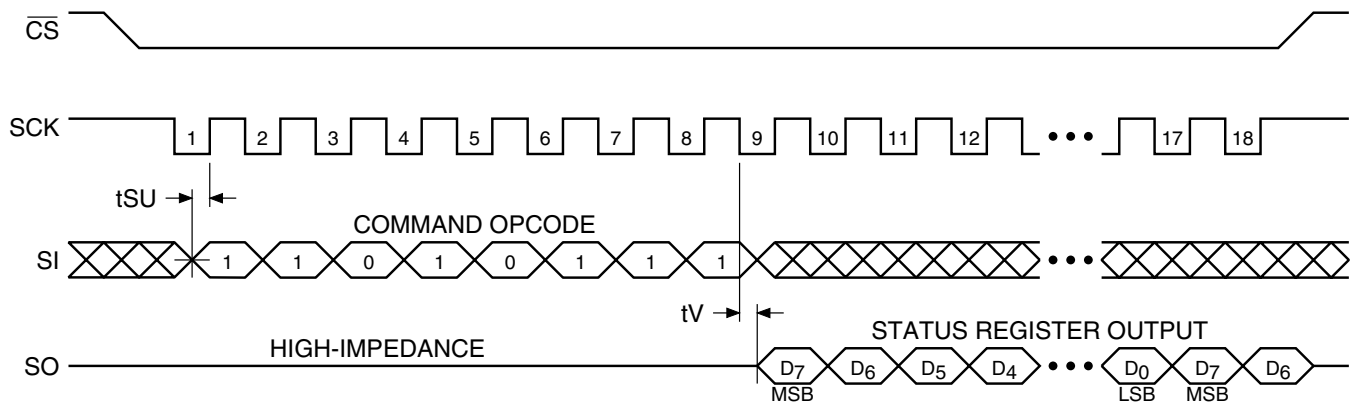 CS
SCK 1 2 3 4 5 6 7 8 9 10 11 12 17 18
tSU
COMMAND OPCODE
SI 1 1 0 1 0 1 1 1
tV
STATUS REGISTER OUTPUT
HIGH-IMPEDANCE
SO D7 D6 D5 D4 D0 D7 D6
MSB LSB MSB